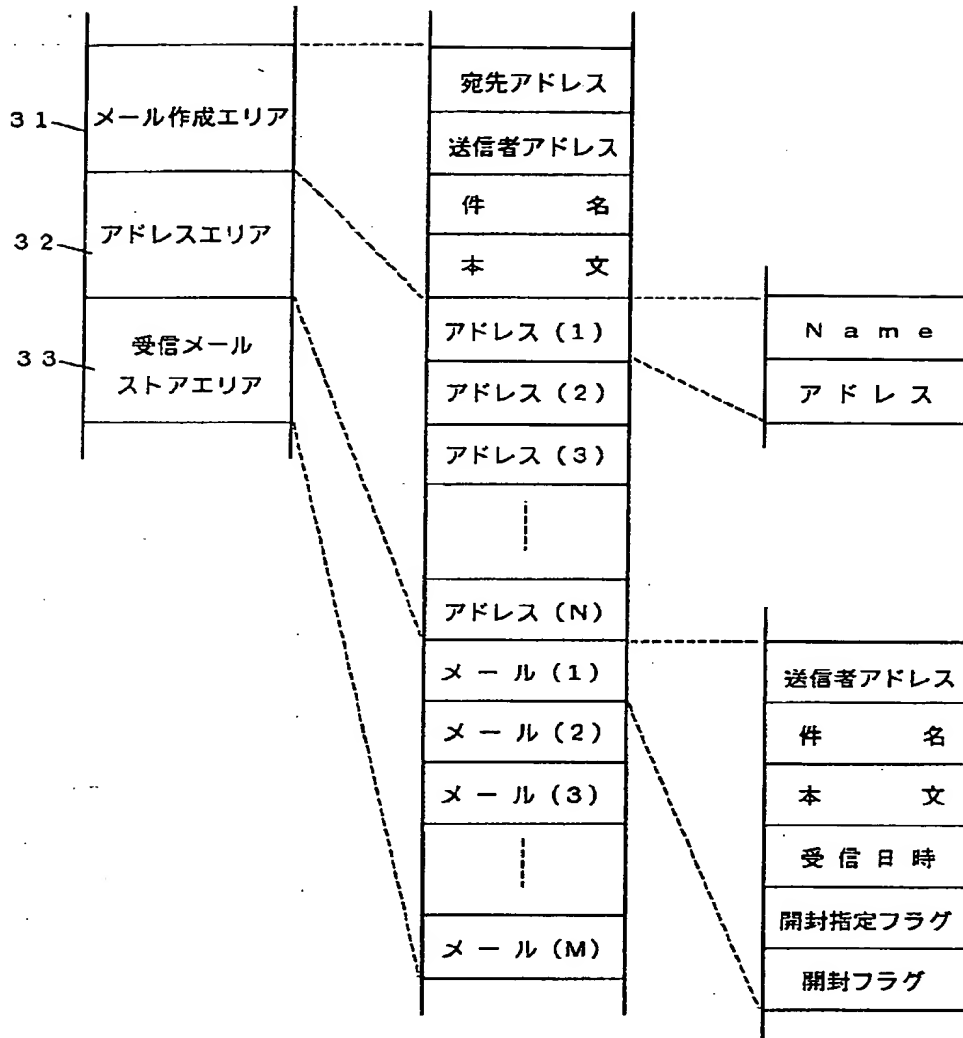 31
メール作成エリア
32
アドレスエリア
33
受信メール
ストアエリア
宛先アドレス
送信者アドレス
件 名
本 文
アドレス (1)
アドレス (2)
アドレス (3)
アドレス (N)
メール (1)
メール (2)
メール (3)
メール (M)
Name
アドレス
送信者アドレス
件 名
本 文
受信日時
開封指定フラグ
開封フラグ